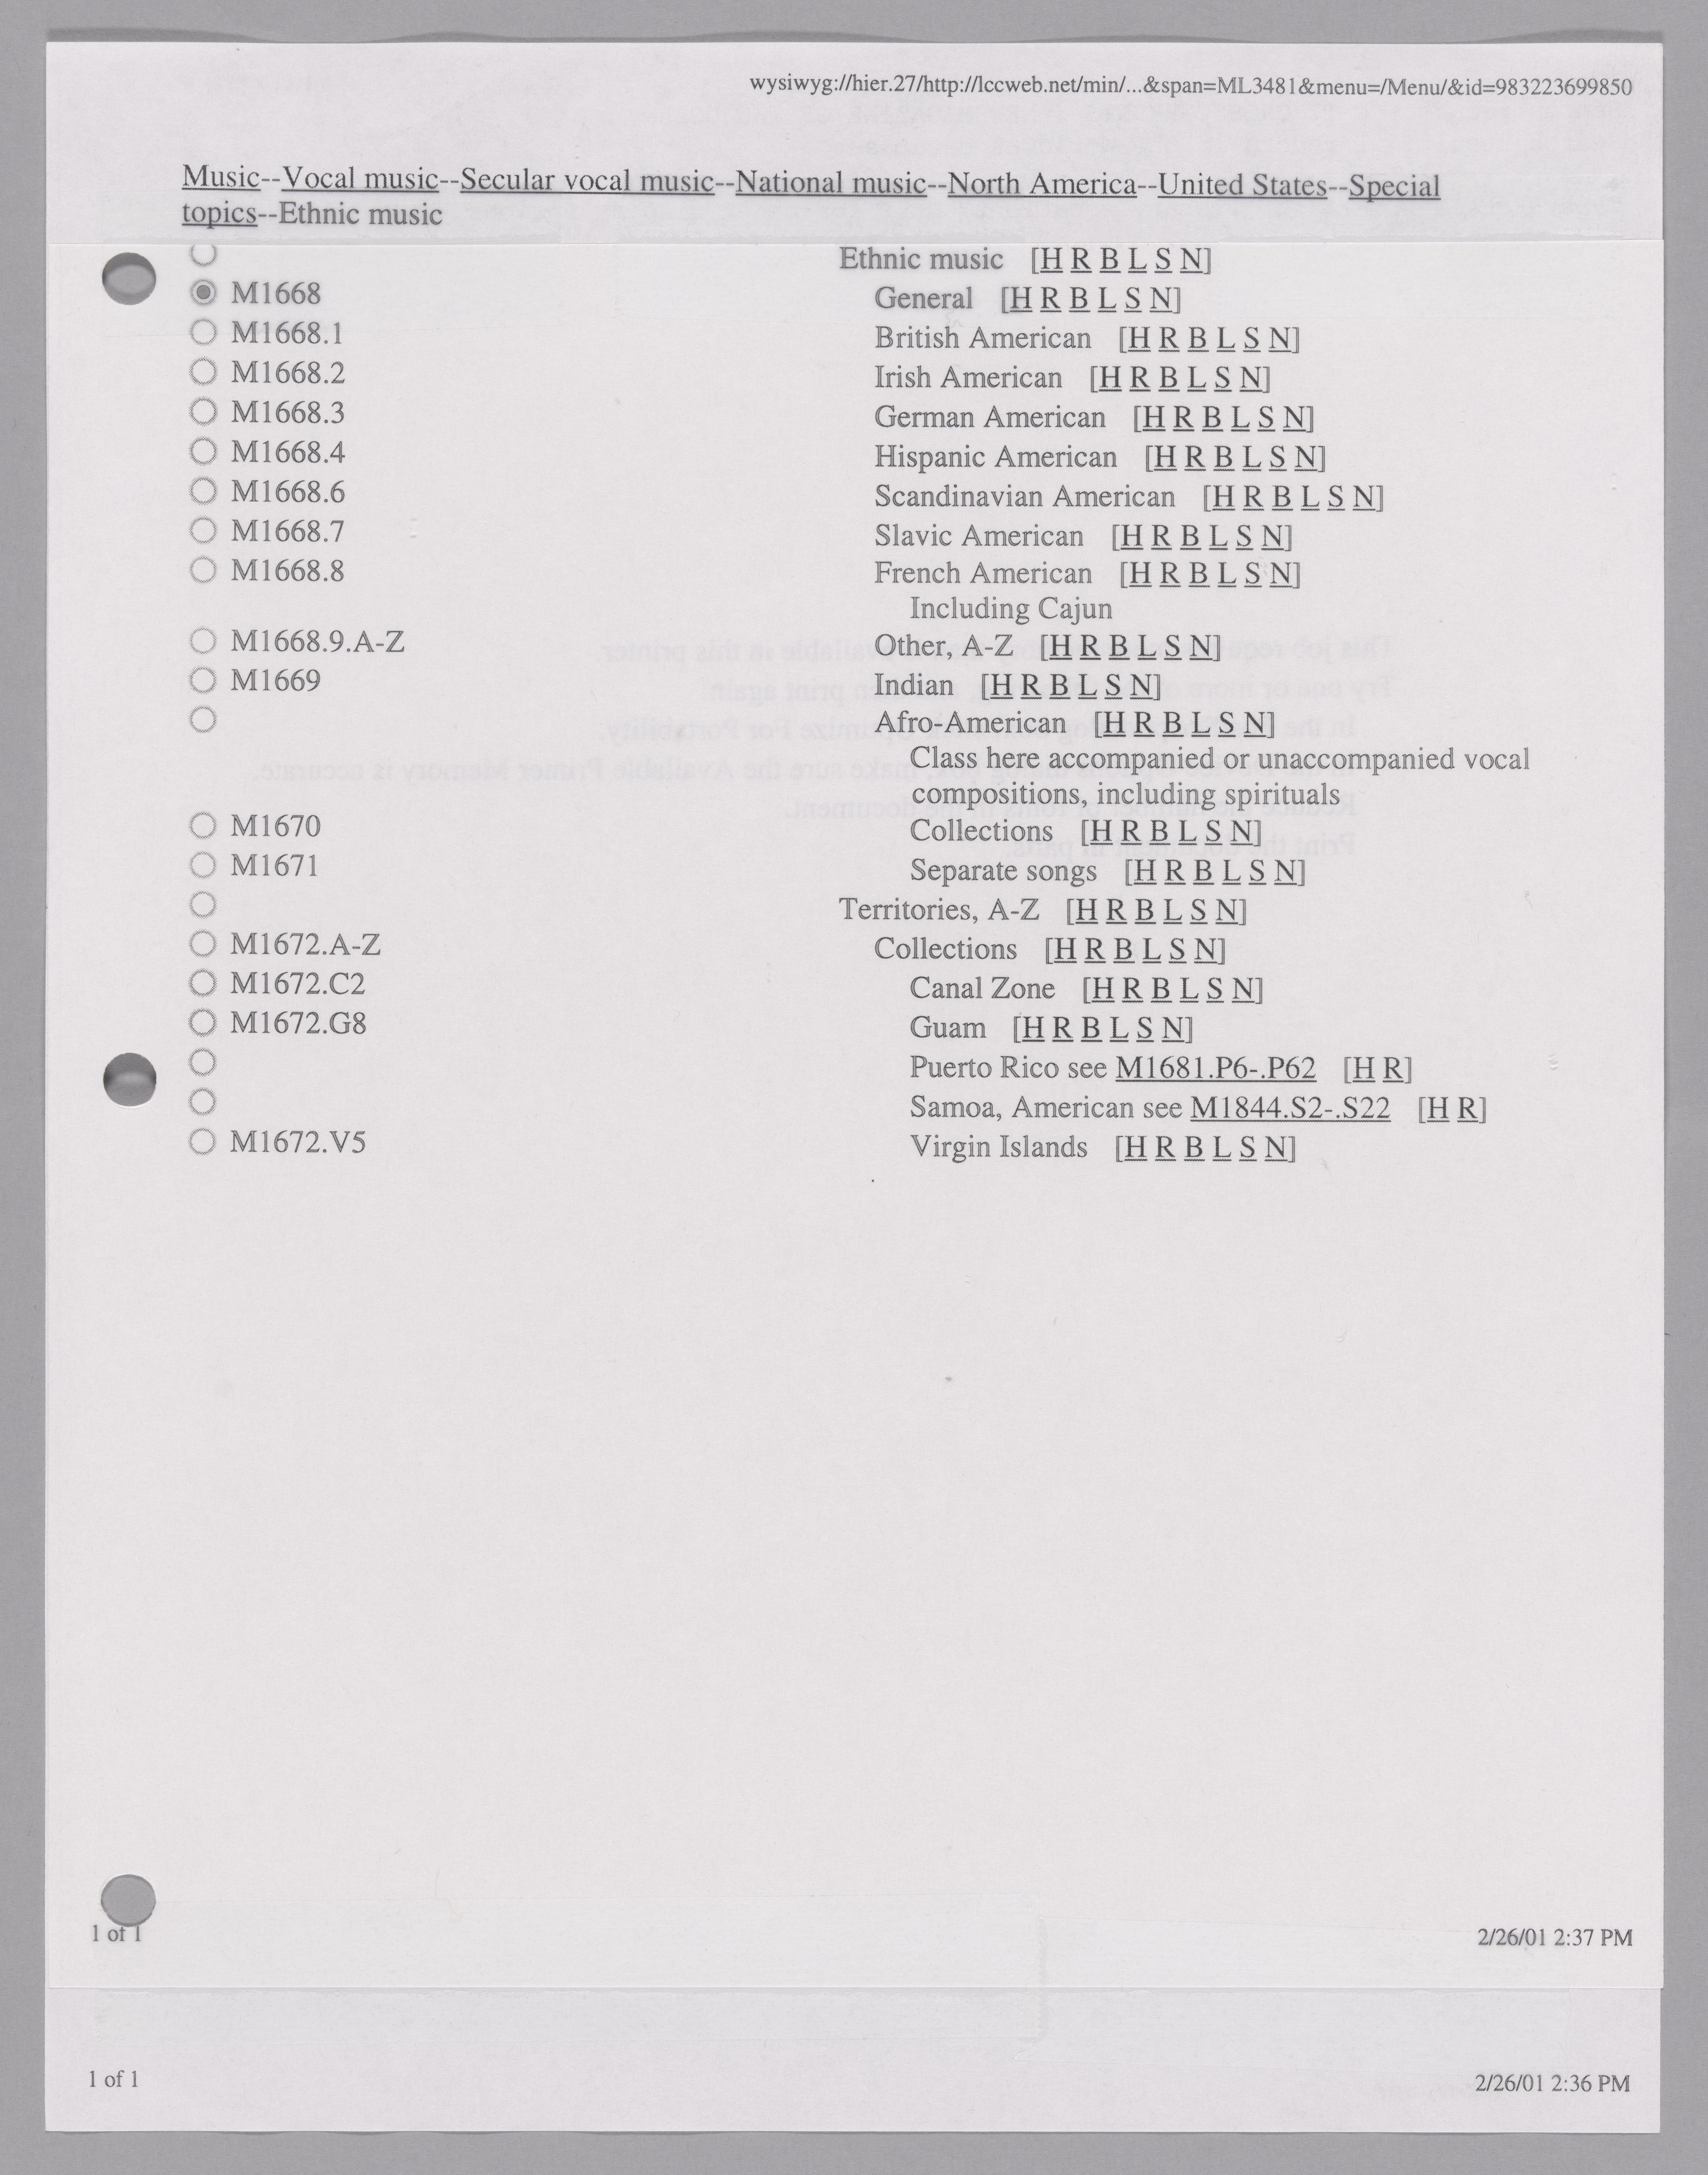 wysiwyg://hier.27/http://lccweb.net/min/...&span=ML3481&menu=/Menu/&id=983223699850
Music--Vocal music--Secular vocal music--National music--North America--United States--Special
topics--Ethnic music
Ethnic music [H R B L S N]
M1668 General [H R B L S N]
M1668.1 British American [H R B L S N]
M1668.2 Irish American [H R B L S N]
M1668.3 German American [H R B L S N]
M1668.4 Hispanic American [H R B L S N]
M1668.6 Scandinavian American [H R B L S N]
M1668.7 Slavic American [H R B L S N]
M1668.8 French American [H R B L S N]
Including Cajun
M1668.9.A-Z Other, A-Z [H R B L S N]
M1669 Indian [H R B L S N]
Afro-American [H R B L S N]
Class here accompanied or unaccompanied vocal
compositions, including spirituals
M1670 Collections [H R B L S N]
M1671 Separate songs [H R B L S N]
Territories, A-Z [H R B L S N]
M1672.A-Z Collections [H R B L S N]
M1672.C2 Canal Zone [H R B L S N]
M1672.G8 Guam [H R B L S N]
Puerto Rico see M1681.P6-.P62 [H R]
Samoa, American see M1844.S2-.S22 [H R]
M1672.V5 Virgin Islands [H R B L S N]
1 of 1 2/26/01 2:37 PM
1 of 1 2/26/01 2:36 PM